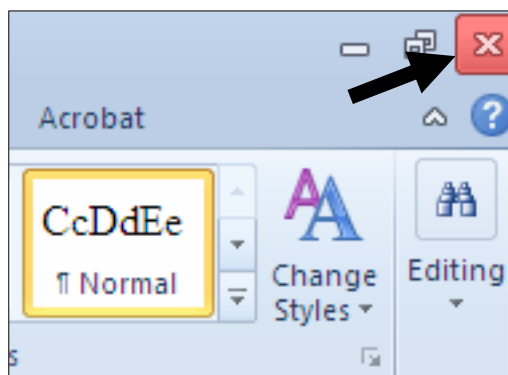 Acrobat
CcDdEe
¶ Normal
Change
Styles
Editing
s